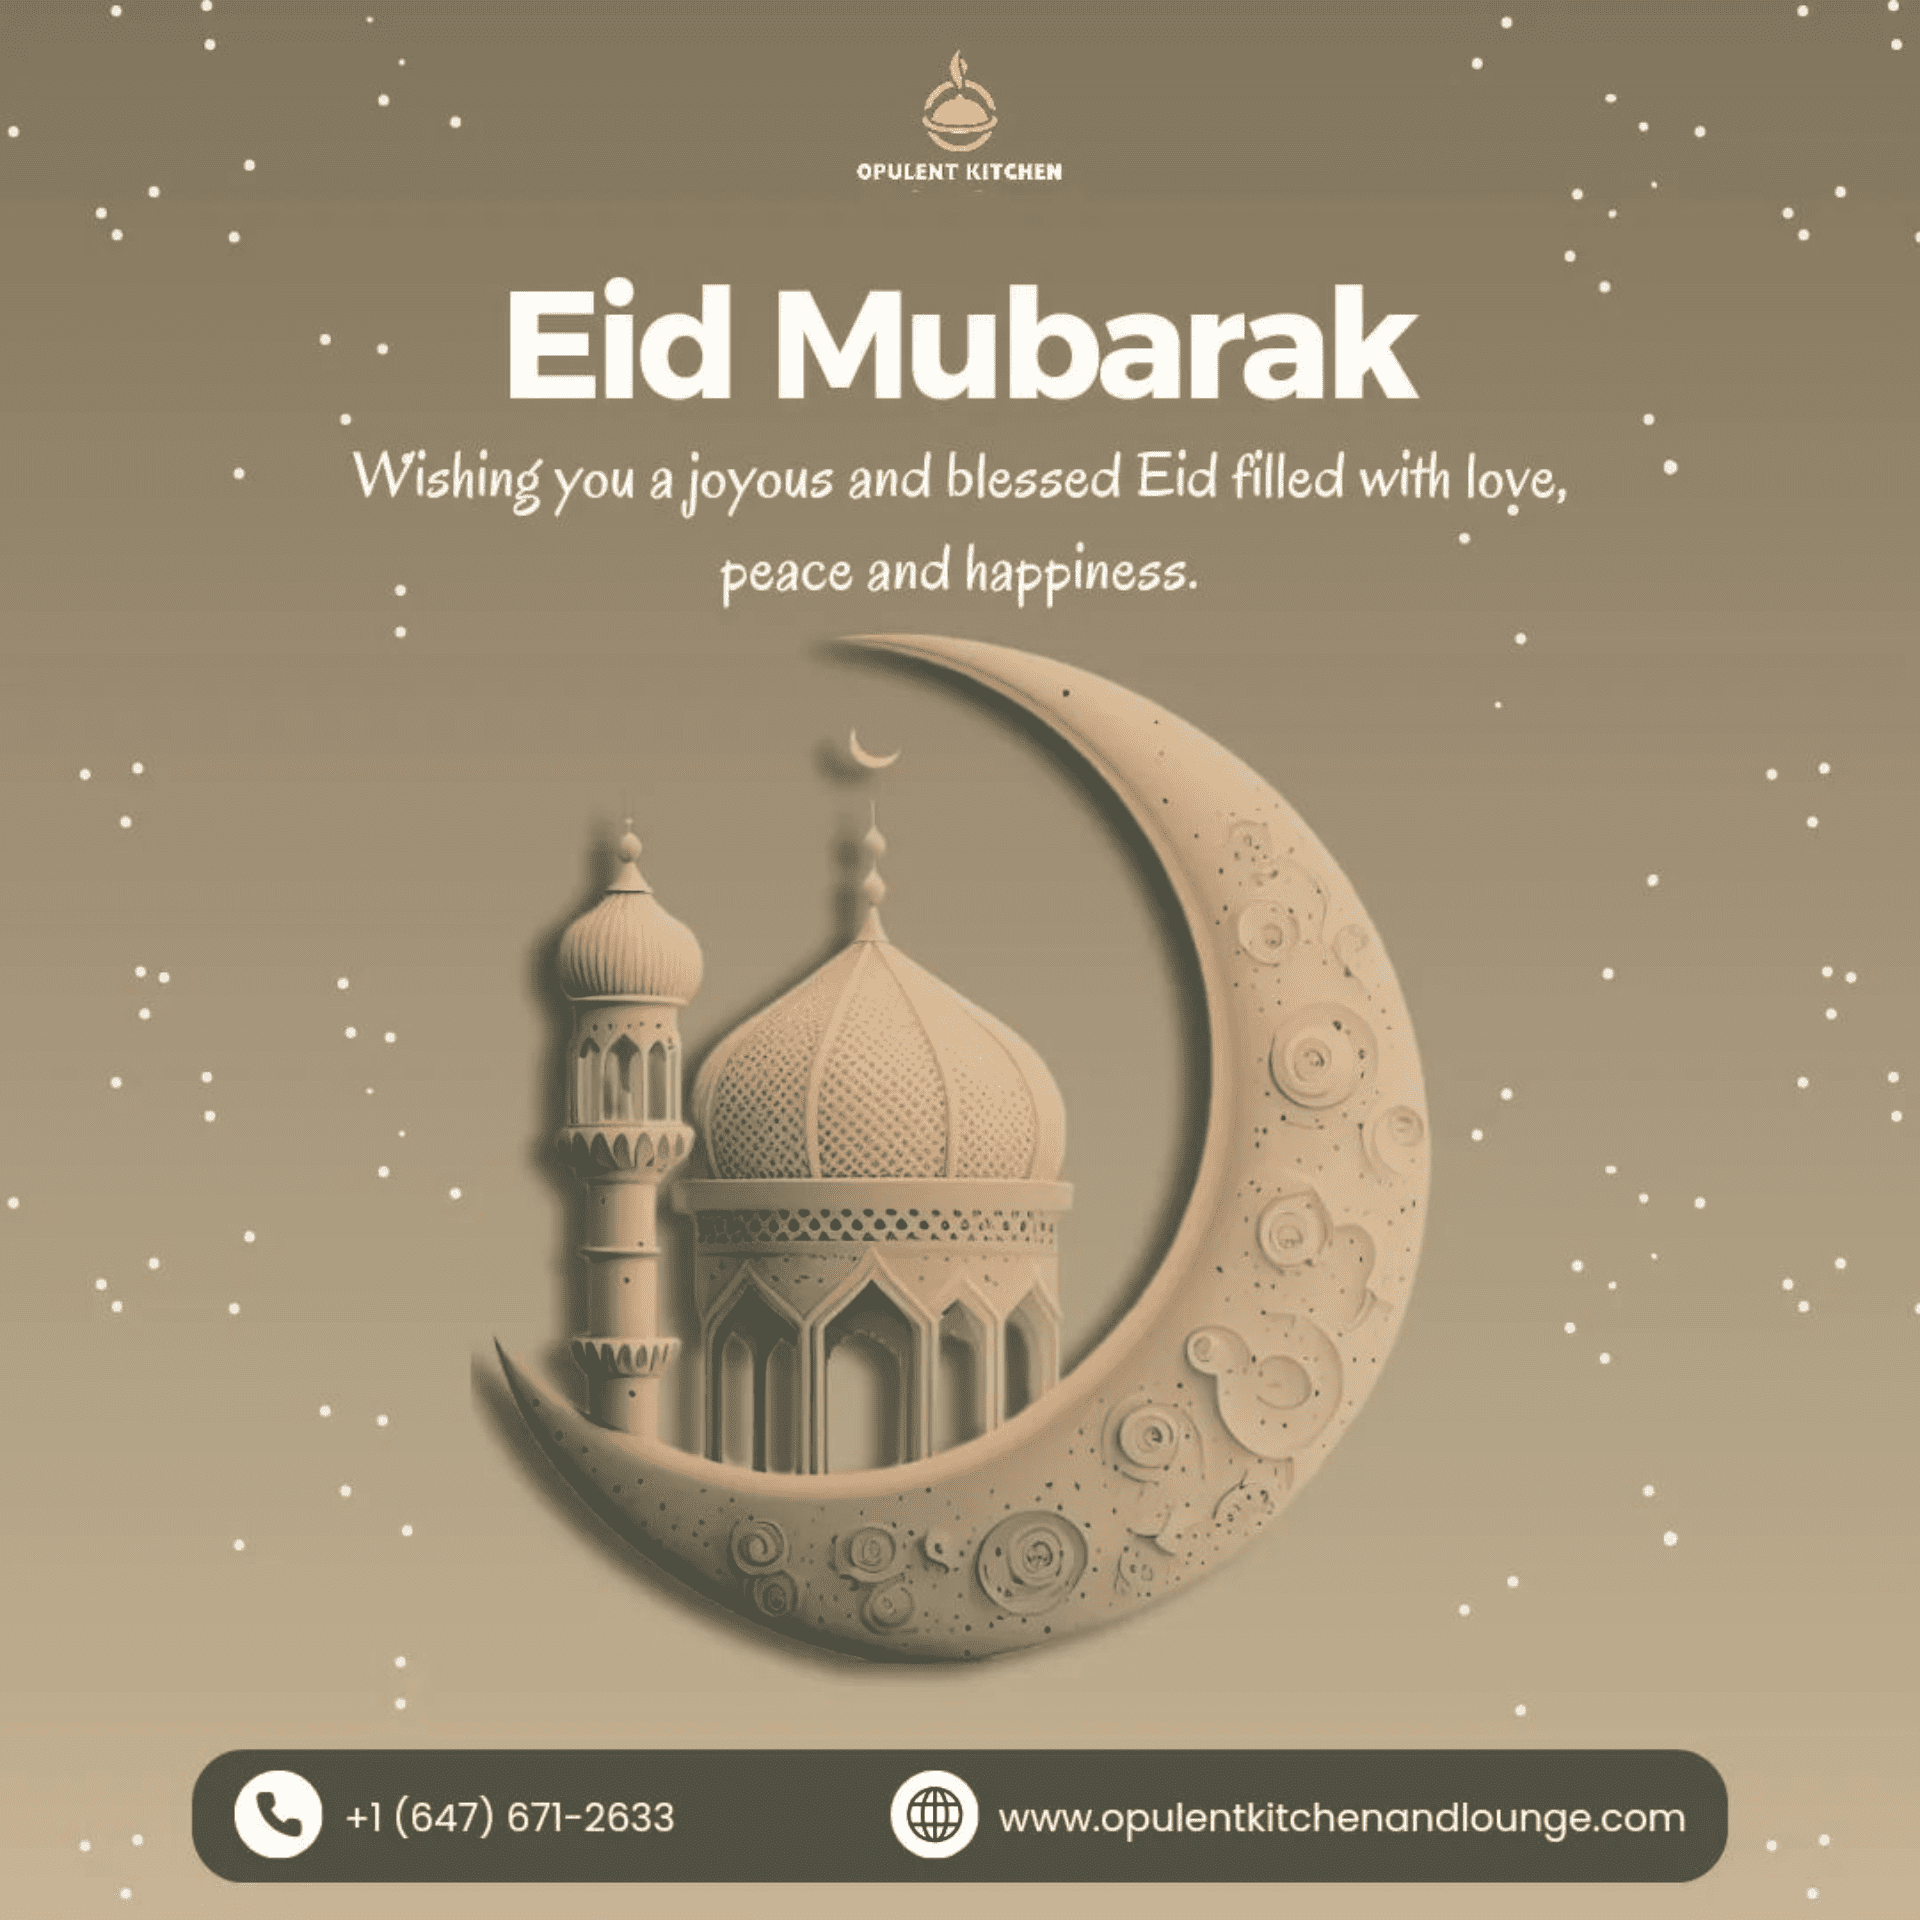 OPULENT KITCHEN
Eid Mubarak
Wishing you a joyous and blessed Eid filled with love,
peace and happiness.
+1 (647) 671-2633
www.opulentkitchenandlounge.com